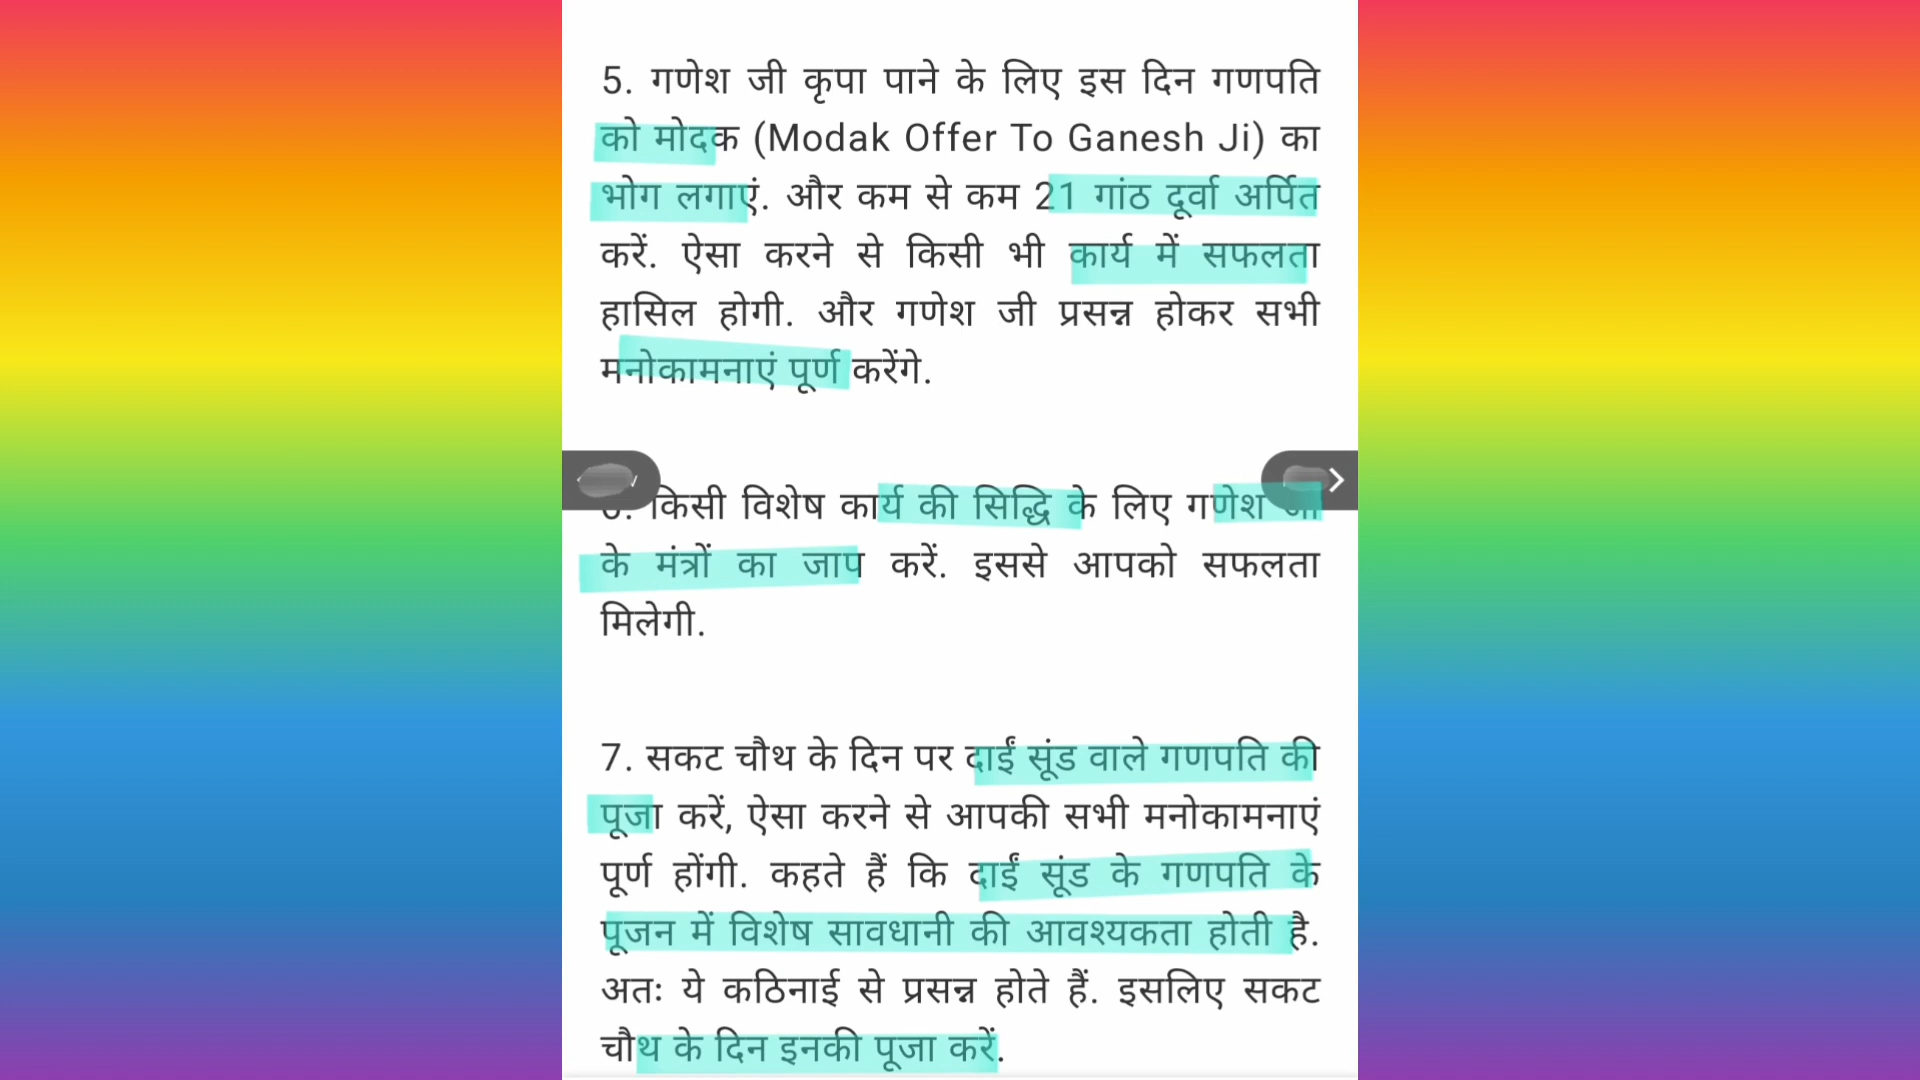 5. गणेश जी कृपा पाने के लिए इस दिन गणपति
को मोदक (Modak Offer To Ganesh Ji) का
भोग लगाएं. और कम से कम 21 गांठ दूर्वा अर्पित
करें. ऐसा करने से किसी भी कार्य में सफलता
हासिल होगी. और गणेश जी प्रसन्न होकर सभी
मनोकामनाएं पूर्ण करेंगे.
6. किसी विशेष कार्य की सिद्धि के लिए गणेश जी
के मंत्रों का जाप करें. इससे आपको सफलता
मिलेगी.
7. सकट चौथ के दिन पर दाईं सूंड वाले गणपति की
पूजा करें, ऐसा करने से आपकी सभी मनोकामनाएं
पूर्ण होंगी. कहते हैं कि दाईं सूंड के गणपति के
पूजन में विशेष सावधानी की आवश्यकता होती है.
अतः ये कठिनाई से प्रसन्न होते हैं. इसलिए सकट
चौथ के दिन इनकी पूजा करें.